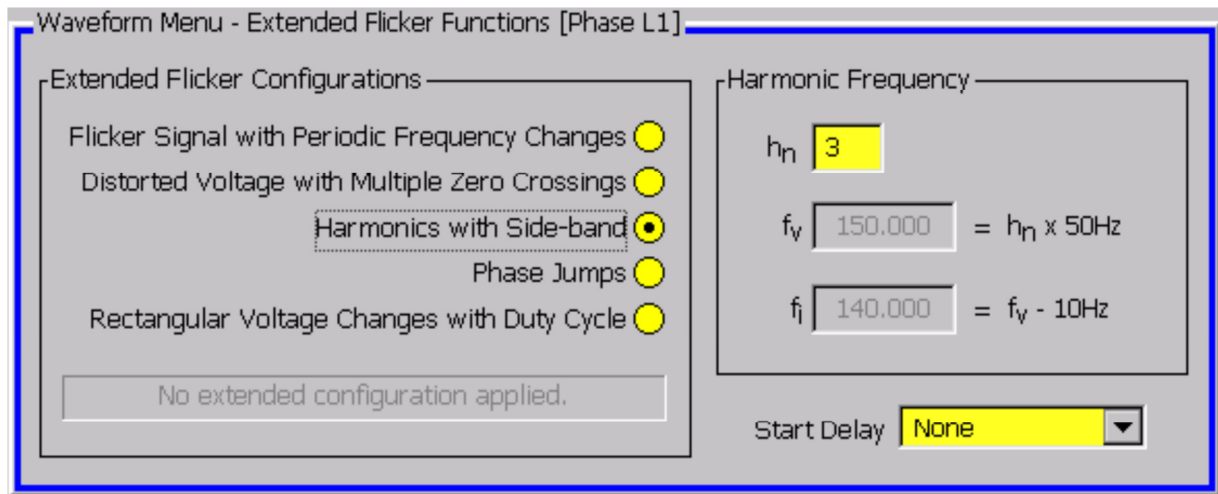 Waveform Menu - Extended Flicker Functions [Phase L1]
Extended Flicker Configurations
Flicker Signal with Periodic Frequency Changes
Distorted Voltage with Multiple Zero Crossings
Harmonics with Side-band
Phase Jumps
Rectangular Voltage Changes with Duty Cycle
No extended configuration applied.
Harmonic Frequency
hn 3
fv 150.000 = hn x 50Hz
fi 140.000 = fv - 10Hz
Start Delay None